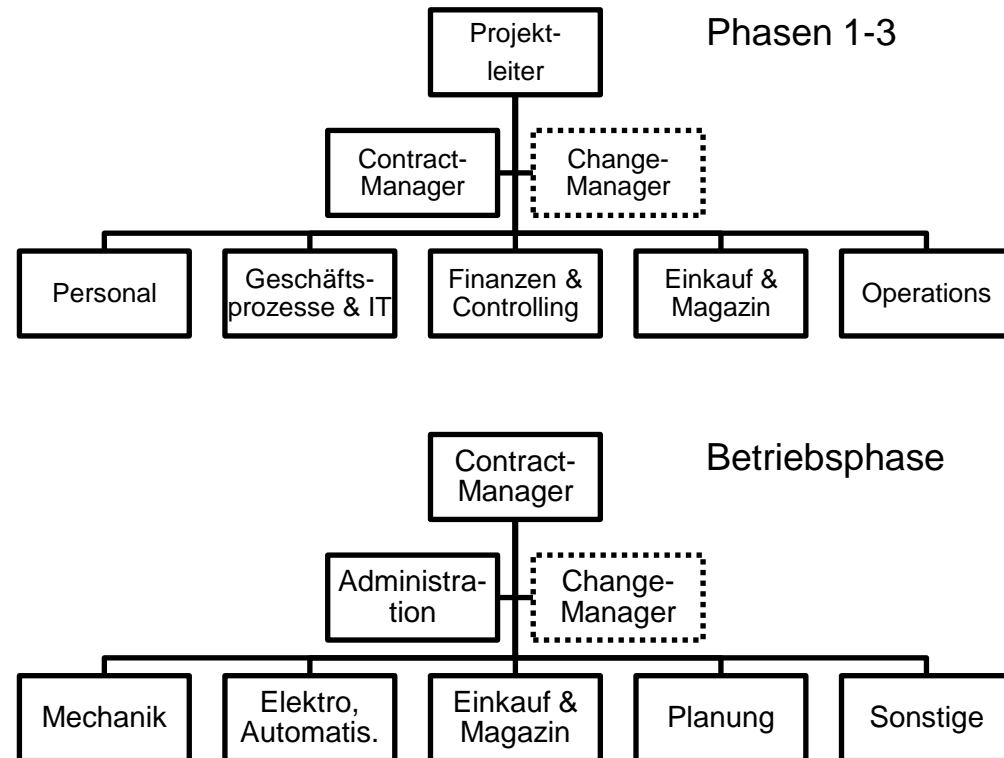 Projekt-
leiter
Phasen 1-3
Contract-
Manager
Change-
Manager
Personal
Geschäfts-
prozesse & IT
Finanzen &
Controlling
Einkauf &
Magazin
Operations
Contract-
Manager
Betriebsphase
Administra-
tion
Change-
Manager
Mechanik
Elektro,
Automatis.
Einkauf &
Magazin
Planung
Sonstige